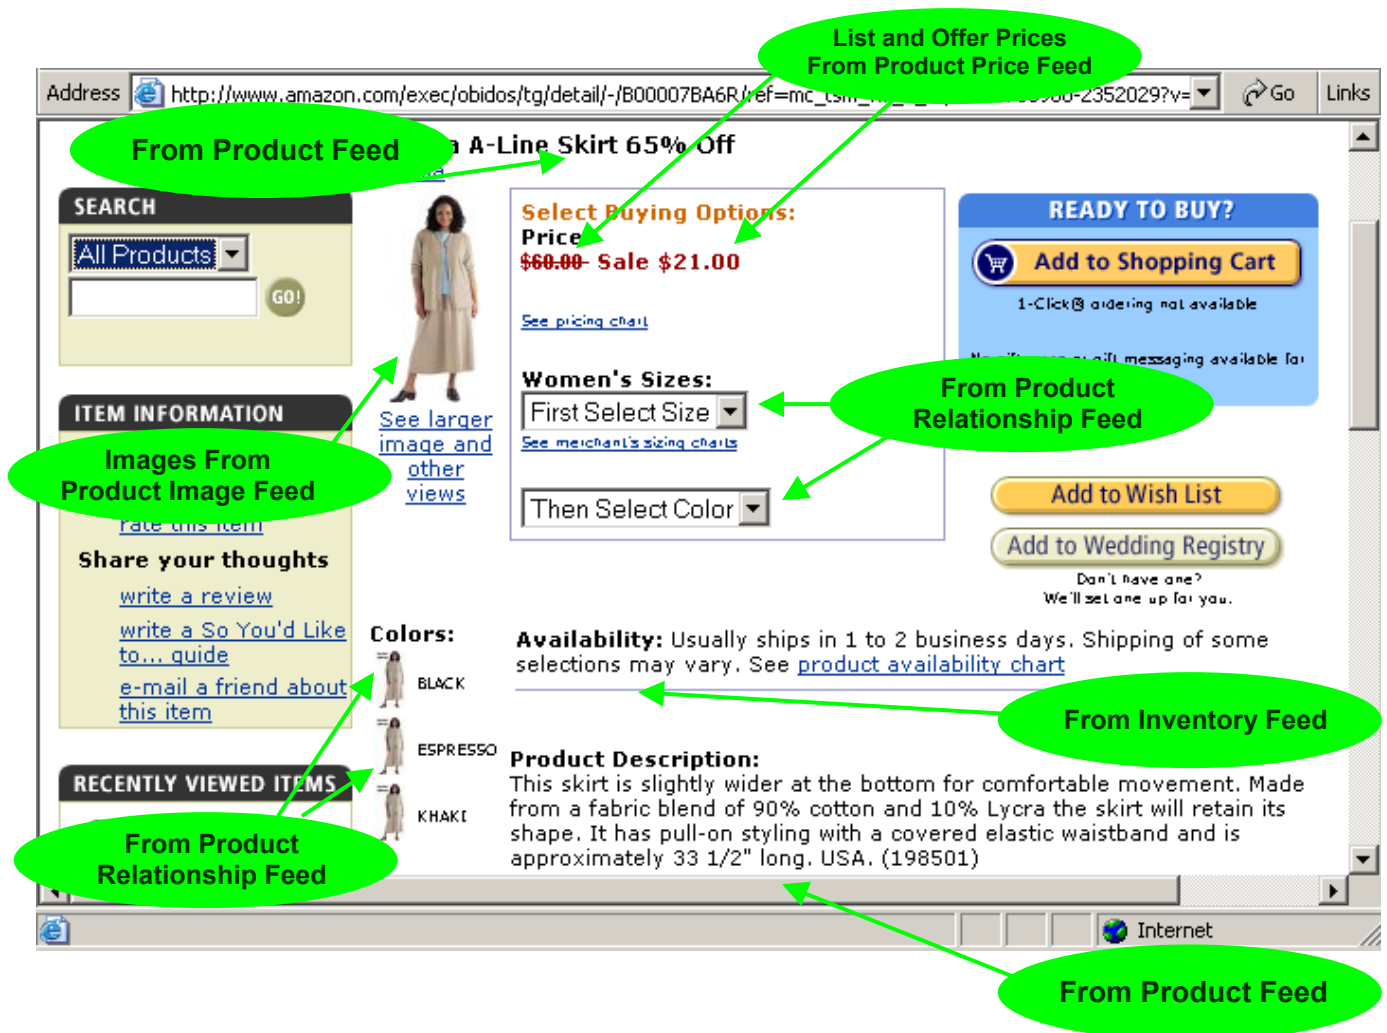 List and Offer Prices
From Product Price Feed
Address http://www.amazon.com/exec/obidos/tg/detail/-/B00007BA6R/ref=mc_ Go Links
From Product Feed
A-Line Skirt 65% Off
SEARCH
All Products
GO!
Select Buying Options:
Price
$60.00 Sale $21.00
See pricing chart
READY TO BUY?
Add to Shopping Cart
1-Click® ordering not available
messaging available for
Women's Sizes:
First Select Size
See merchant's sizing charts
Then Select Color
From Product
Relationship Feed
ITEM INFORMATION
Images From
Product Image Feed
rate this item
Share your thoughts
write a review
write a So You'd Like
to... guide
e-mail a friend about
this item
See larger
image and
other
views
Add to Wish List
Add to Wedding Registry
Don't have one?
We'll set one up for you.
Colors:
BLACK
ESPRESSO
KHAKI
Availability: Usually ships in 1 to 2 business days. Shipping of some
selections may vary. See product availability chart
From Inventory Feed
RECENTLY VIEWED ITEMS
From Product
Relationship Feed
Product Description:
This skirt is slightly wider at the bottom for comfortable movement. Made
from a fabric blend of 90% cotton and 10% Lycra the skirt will retain its
shape. It has pull-on styling with a covered elastic waistband and is
approximately 33 1/2" long. USA. (198501)
Internet
From Product Feed